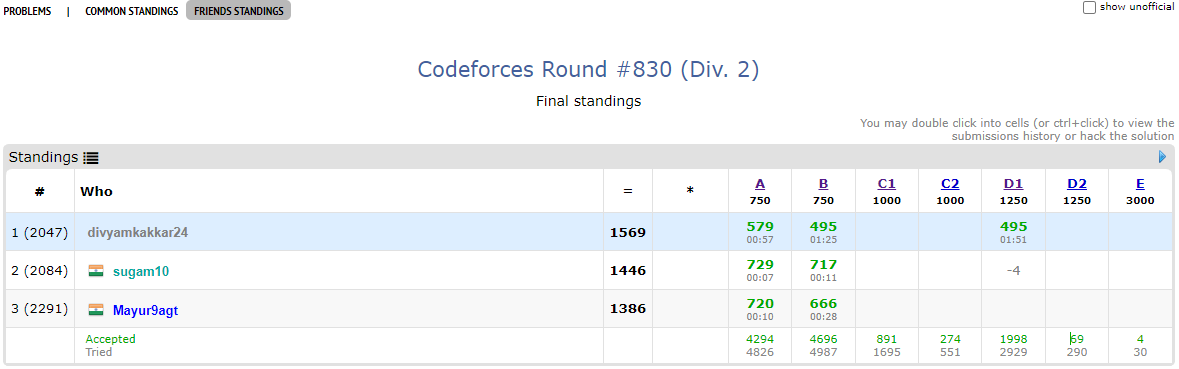 PROBLEMS | COMMON STANDINGS FRIENDS STANDINGS show unofficial
Codeforces Round #830 (Div. 2)
Final standings
You may double click into cells (or ctrl+click) to view the
submissions history or hack the solution
Standings
# Who = * A B C1 C2 D1 D2 E
750 750 1000 1000 1250 1250 3000
1 (2047) divyamkakkar24 1569 579 495 495
00:57 01:25 01:51
2 (2084) sugam10 1446 729 717 -4
00:07 00:11
3 (2291) Mayur9agt 1386 720 666
00:10 00:28
Accepted 4294 4696 891 274 1998 69 4
Tried 4826 4987 1695 551 2929 290 30